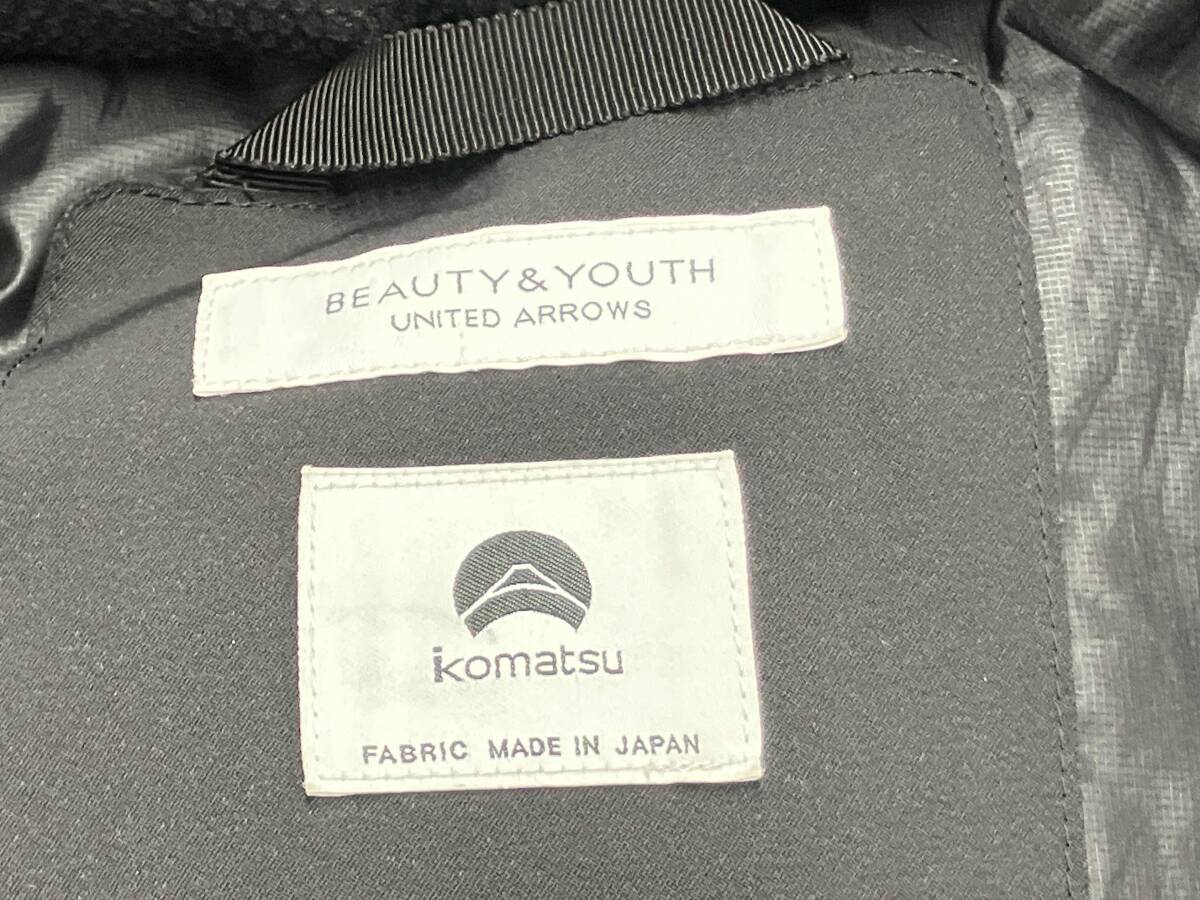 BEAUTY&YOUTH
UNITED ARROWS
komatsu
FABRIC MADE IN JAPAN